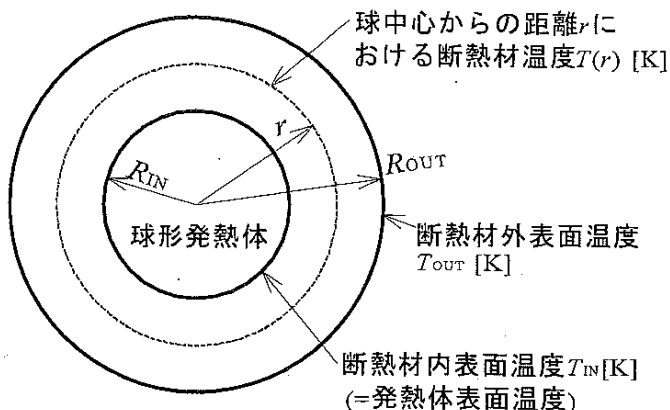 球中心からの距離rに
おける断熱材温度T(r) [K]
r
RIN
ROUT
球形発熱体
断熱材外表面温度
TOUT [K]
断熱材内表面温度TIN[K]
(=発熱体表面温度)